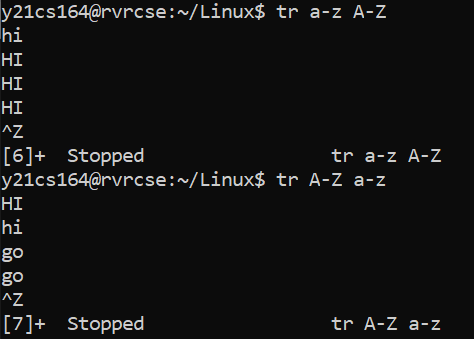 y21cs164@rvrcse:~/Linux$ tr a-z A-Z
hi
HI
HI
HI
^Z
[6]+  Stopped                 tr a-z A-Z
y21cs164@rvrcse:~/Linux$ tr A-Z a-z
HI
hi
go
go
^Z
[7]+  Stopped                 tr A-Z a-z